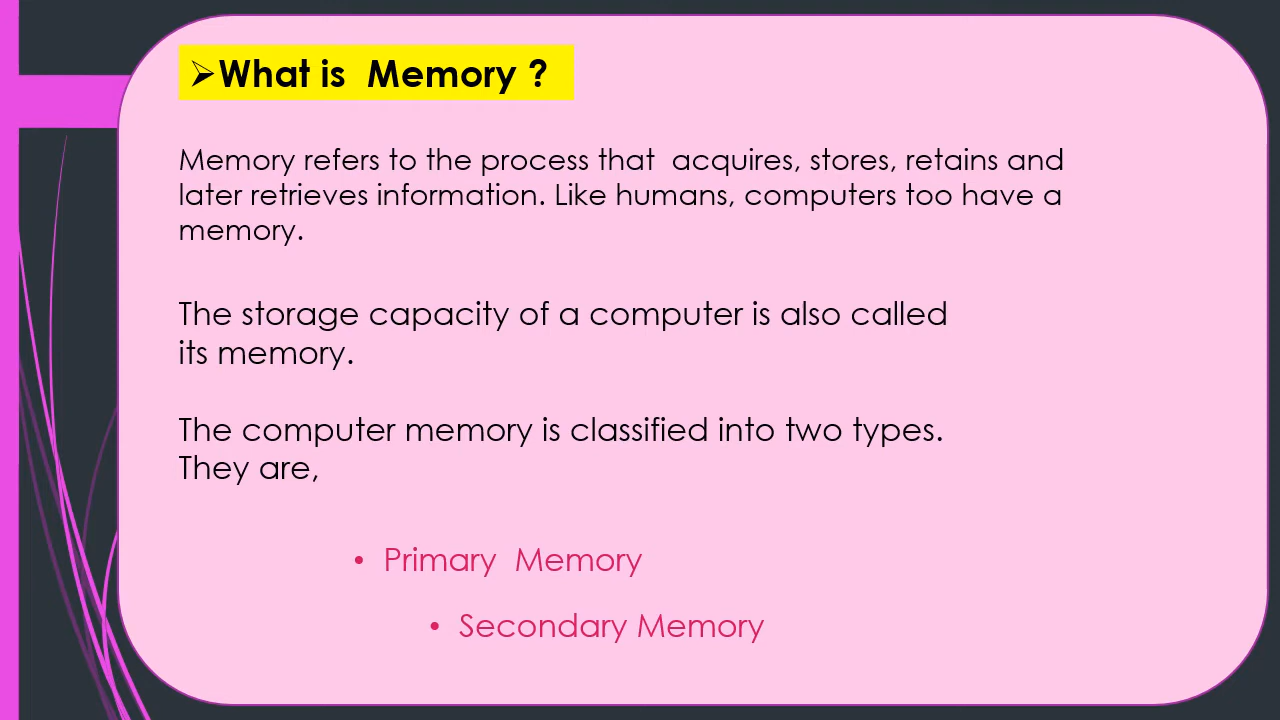 ➢What is  Memory ?
Memory refers to the process that  acquires, stores, retains and
later retrieves information. Like humans, computers too have a
memory.
The storage capacity of a computer is also called
its memory.
The computer memory is classified into two types.
They are,
• Primary  Memory
• Secondary Memory